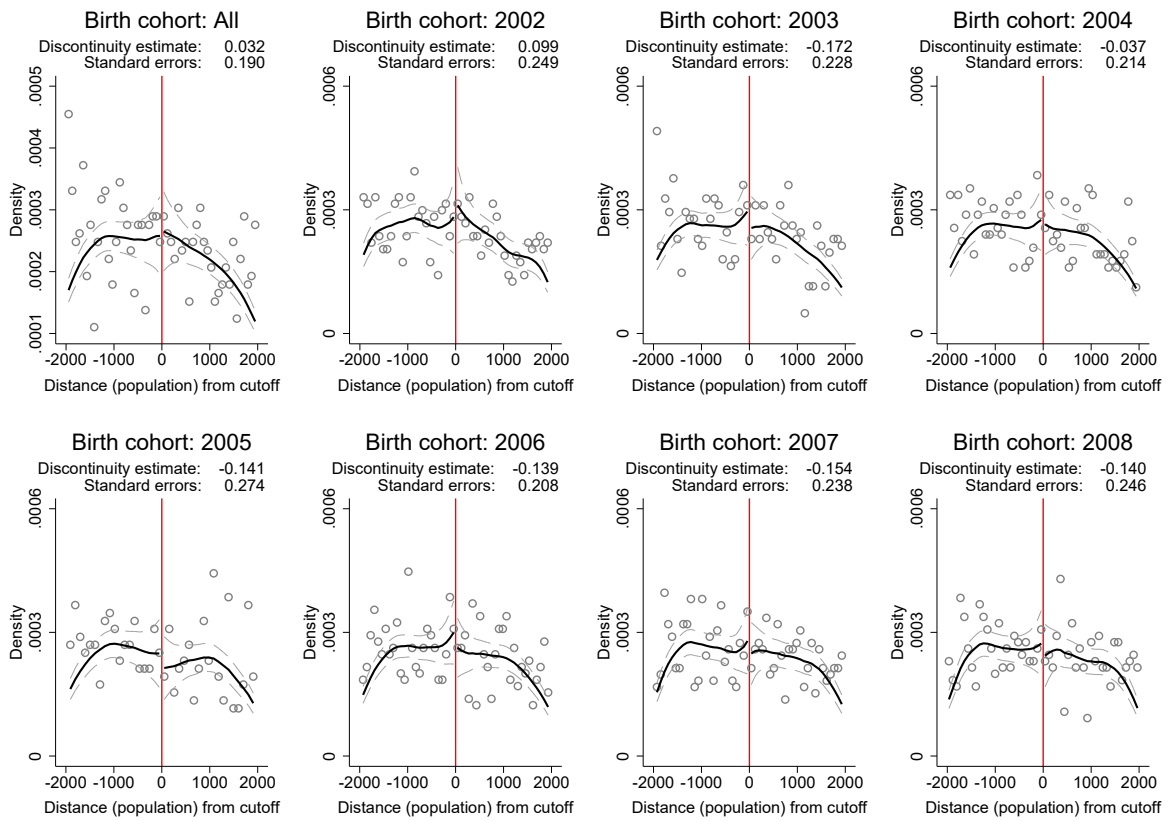 Birth cohort: All
Discontinuity estimate: 0.032
Standard errors: 0.190
Density
.0001 .0002 .0003 .0004 .0005
-2000 -1000 0 1000 2000
Distance (population) from cutoff
Birth cohort: 2002
Discontinuity estimate: 0.099
Standard errors: 0.249
Density
0 .0003 .0006
-2000 -1000 0 1000 2000
Distance (population) from cutoff
Birth cohort: 2003
Discontinuity estimate: -0.172
Standard errors: 0.228
Density
0 .0003 .0006
-2000 -1000 0 1000 2000
Distance (population) from cutoff
Birth cohort: 2004
Discontinuity estimate: -0.037
Standard errors: 0.214
Density
0 .0003 .0006
-2000 -1000 0 1000 2000
Distance (population) from cutoff
Birth cohort: 2005
Discontinuity estimate: -0.141
Standard errors: 0.274
Density
0 .0003 .0006
-2000 -1000 0 1000 2000
Distance (population) from cutoff
Birth cohort: 2006
Discontinuity estimate: -0.139
Standard errors: 0.208
Density
0 .0003 .0006
-2000 -1000 0 1000 2000
Distance (population) from cutoff
Birth cohort: 2007
Discontinuity estimate: -0.154
Standard errors: 0.238
Density
0 .0003 .0006
-2000 -1000 0 1000 2000
Distance (population) from cutoff
Birth cohort: 2008
Discontinuity estimate: -0.140
Standard errors: 0.246
Density
0 .0003 .0006
-2000 -1000 0 1000 2000
Distance (population) from cutoff